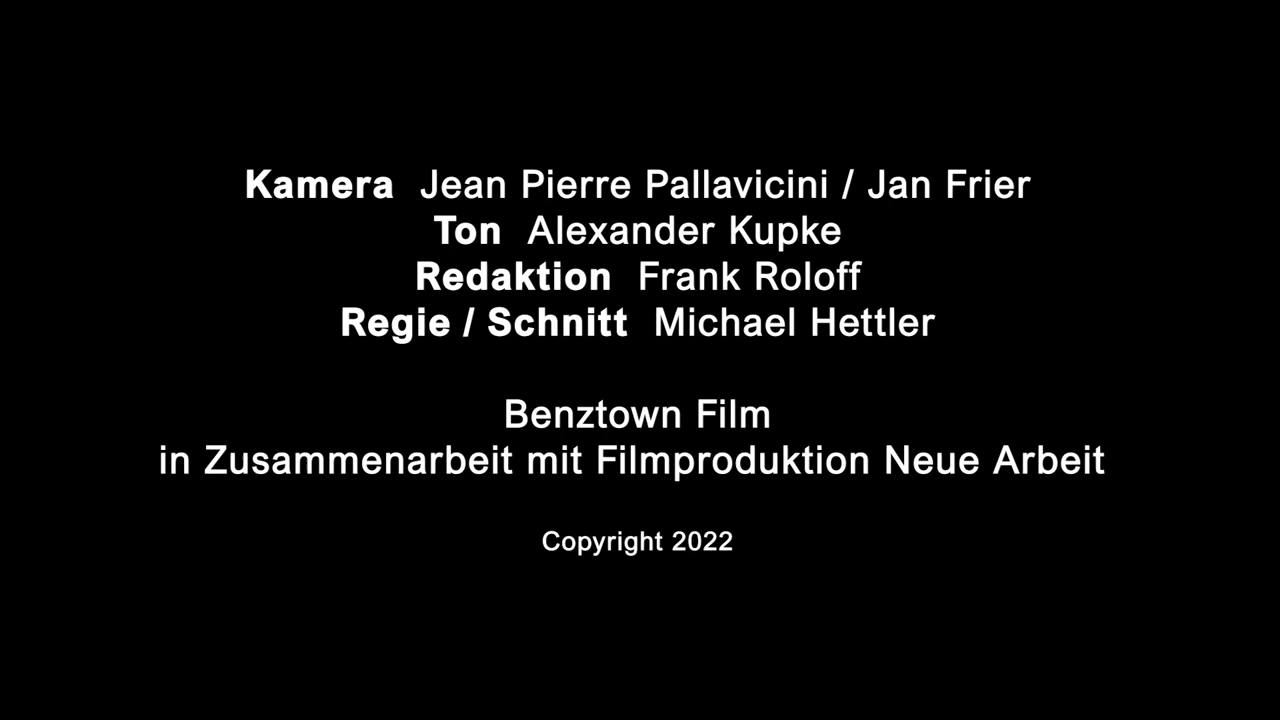 Kamera Jean Pierre Pallavicini / Jan Frier
Ton Alexander Kupke
Redaktion Frank Roloff
Regie / Schnitt Michael Hettler
Benztown Film
in Zusammenarbeit mit Filmproduktion Neue Arbeit
Copyright 2022